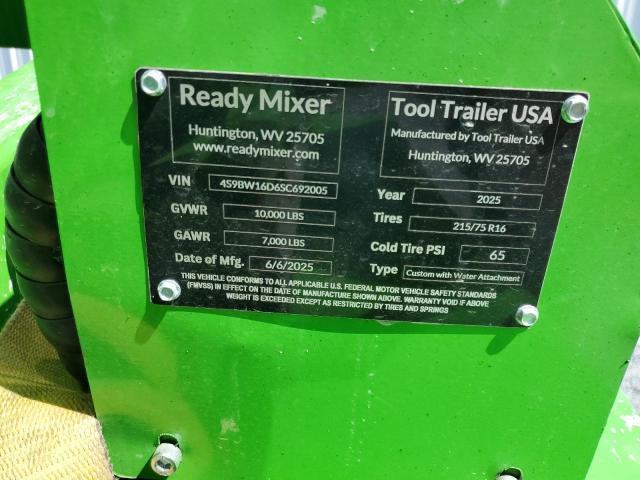 Ready Mixer
Huntington, WV 25705
www.readymixer.com
VIN 4S9BW16D6SC692005
GVWR 10,000 LBS
GAWR 7,000 LBS
Date of Mfg. 6/6/2025
Tool Trailer USA
Manufactured by Tool Trailer USA
Huntington, WV 25705
Year 2025
Tires 215/75 R16
Cold Tire PSI 65
Type Custom with Water Attachment
THIS VEHICLE CONFORMS TO ALL APPLICABLE U.S. FEDERAL MOTOR VEHICLE SAFETY STANDARDS
(FMVSS) IN EFFECT ON THE DATE OF MANUFACTURE SHOWN ABOVE. WARRANTY VOID IF ABOVE
WEIGHT IS EXCEEDED EXCEPT AS RESTRICTED BY TIRES AND SPRINGS